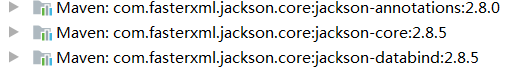 Maven: com.fasterxml.jackson.core:jackson-annotations:2.8.0
Maven: com.fasterxml.jackson.core:jackson-core:2.8.5
Maven: com.fasterxml.jackson.core:jackson-databind:2.8.5